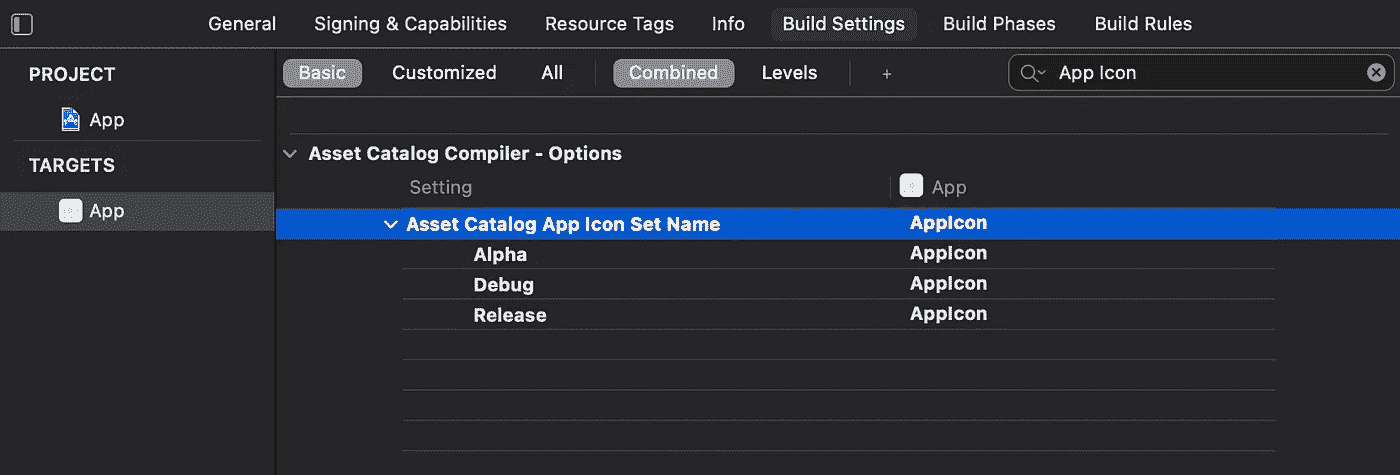 General Signing & Capabilities Resource Tags Info Build Settings Build Phases Build Rules
PROJECT
App
TARGETS
App
Basic Customized All Combined Levels + App Icon
Asset Catalog Compiler - Options
Setting App
Asset Catalog App Icon Set Name AppIcon
Alpha AppIcon
Debug AppIcon
Release AppIcon